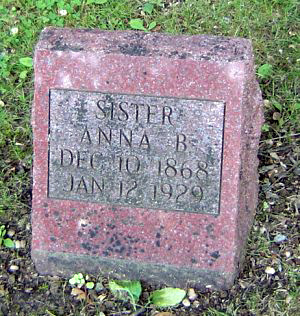 SISTER
ANNA B.
DEC. 10, 1868
JAN. 12, 1929